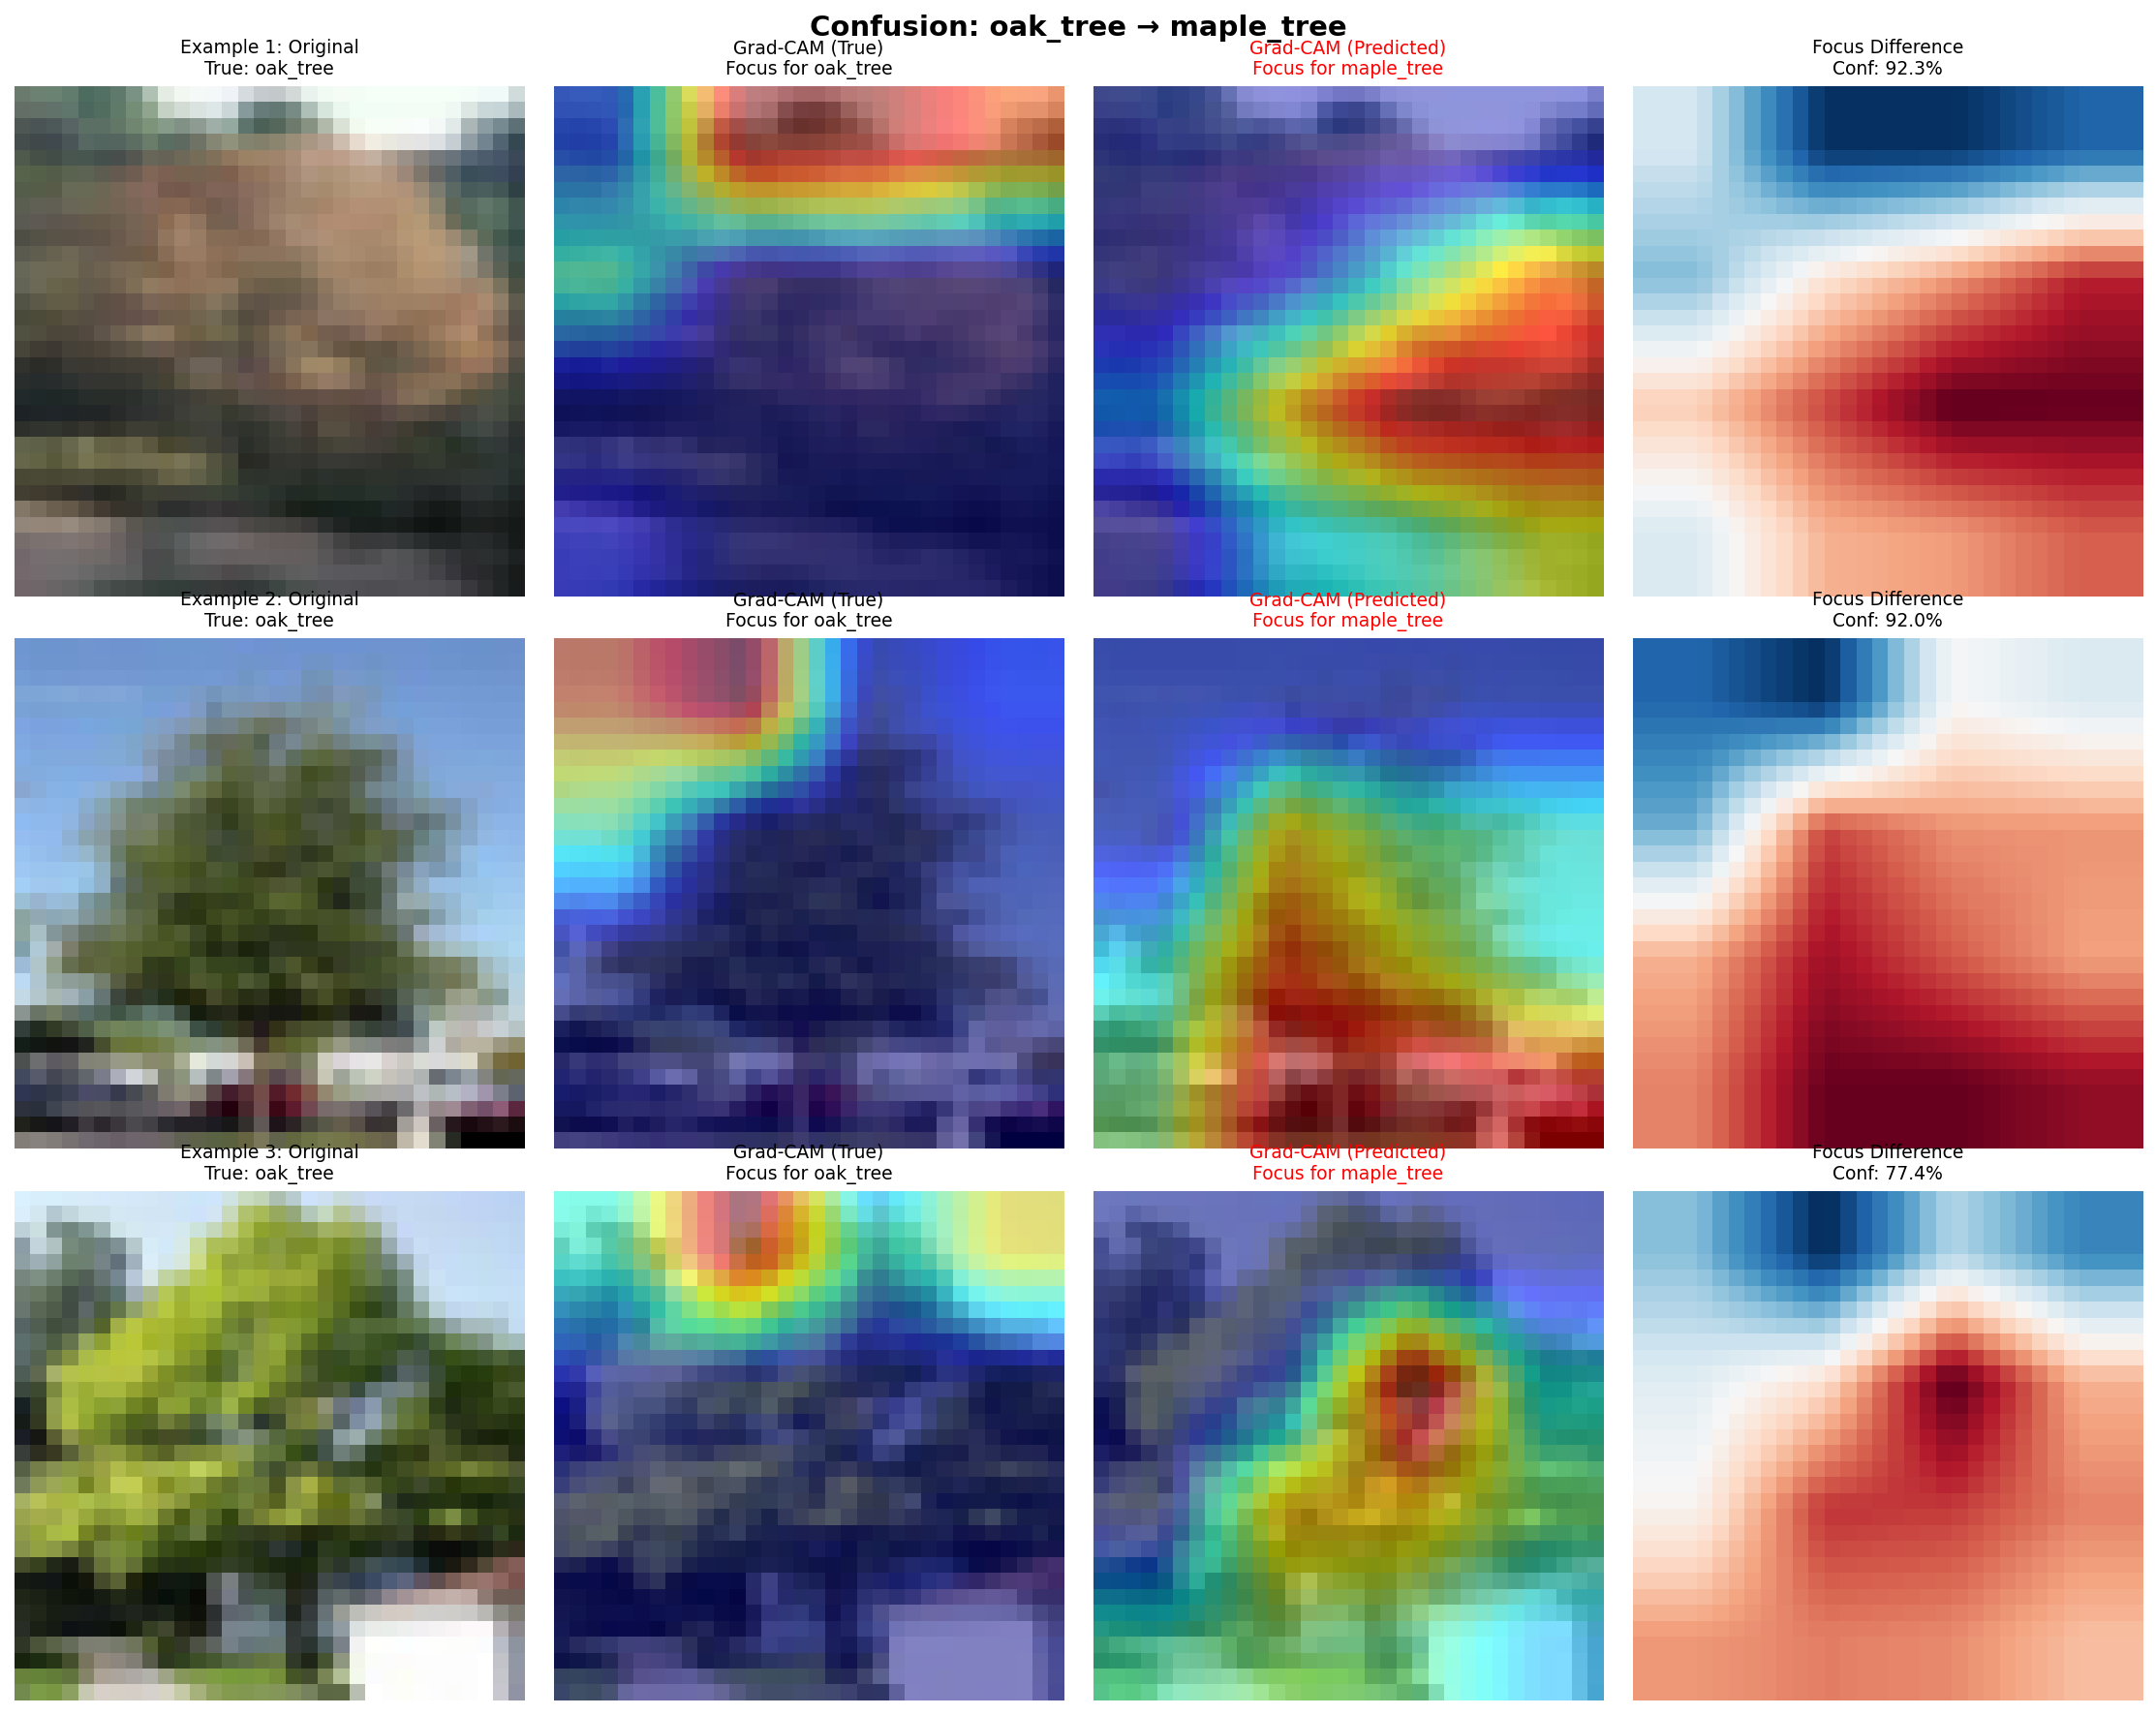 Confusion: oak_tree → maple_tree
Example 1: Original
True: oak_tree
Grad-CAM (True)
Focus for oak_tree
Grad-CAM (Predicted)
Focus for maple_tree
Focus Difference
Conf: 92.3%
Example 2: Original
True: oak_tree
Grad-CAM (True)
Focus for oak_tree
Grad-CAM (Predicted)
Focus for maple_tree
Focus Difference
Conf: 92.0%
Example 3: Original
True: oak_tree
Grad-CAM (True)
Focus for oak_tree
Grad-CAM (Predicted)
Focus for maple_tree
Focus Difference
Conf: 77.4%